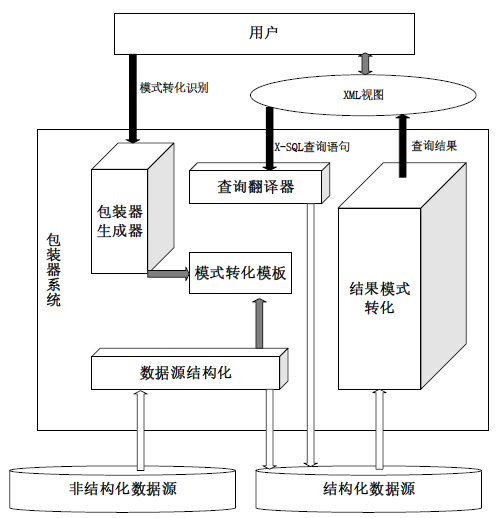 用户
模式转化识别
XML视图
X-SQL查询语句
查询结果
包装器
生成器
查询翻译器
包装器系统
模式转化模板
结果模式
转化
数据源结构化
非结构化数据源
结构化数据源